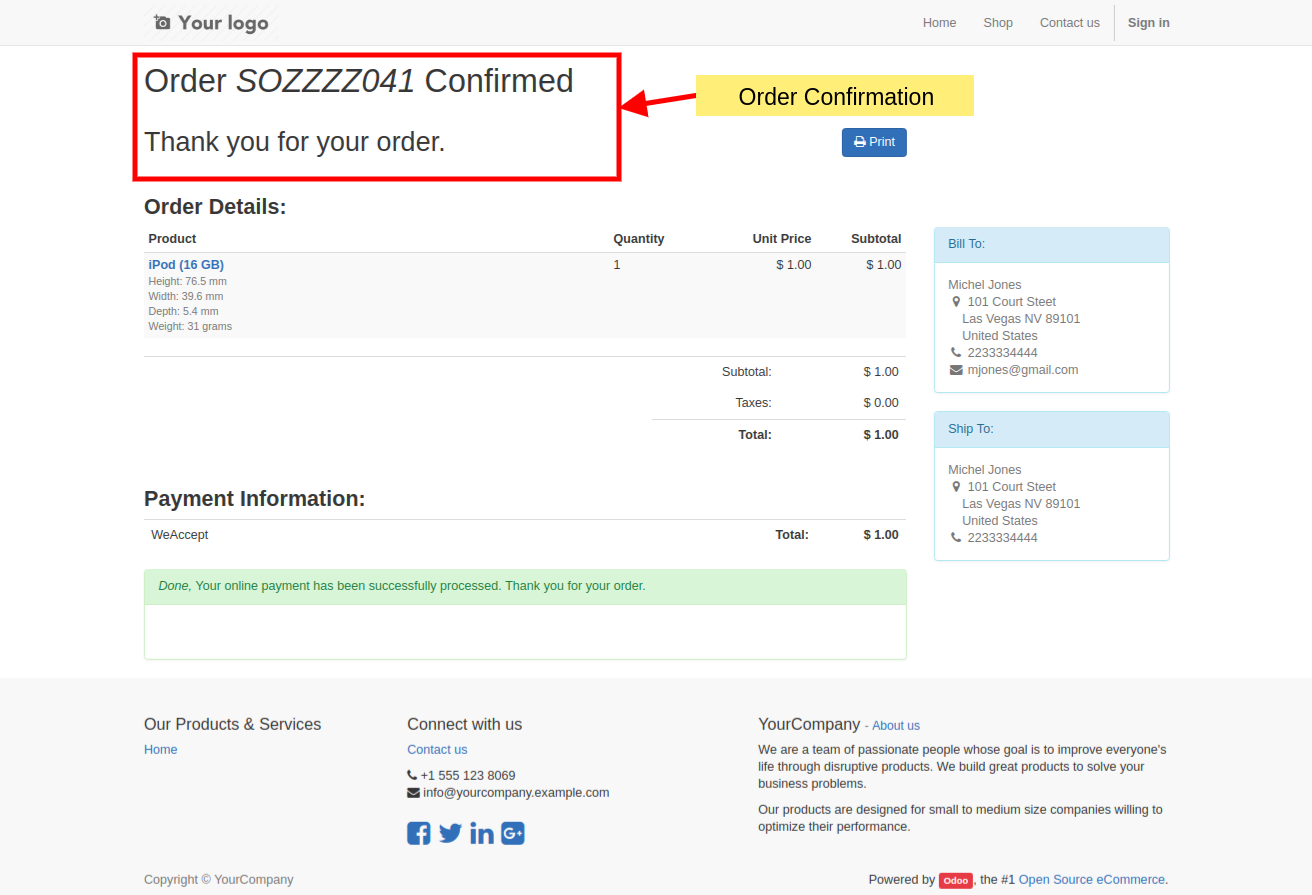 Your logo
Home Shop Contact us Sign in
Order SOZZZZ041 Confirmed
Order Confirmation
Thank you for your order.
Print
Order Details:
Product Quantity Unit Price Subtotal
iPod (16 GB) 1 $ 1.00 $ 1.00
Height: 76.5 mm
Width: 39.6 mm
Depth: 5.4 mm
Weight: 31 grams
Subtotal: $ 1.00
Taxes: $ 0.00
Total: $ 1.00
Bill To:
Michel Jones
101 Court Steet
Las Vegas NV 89101
United States
2233334444
mjones@gmail.com
Ship To:
Michel Jones
101 Court Steet
Las Vegas NV 89101
United States
2233334444
Payment Information:
WeAccept Total: $ 1.00
Done, Your online payment has been successfully processed. Thank you for your order.
Our Products & Services
Home
Connect with us
Contact us
+1 555 123 8069
info@yourcompany.example.com
YourCompany - About us
We are a team of passionate people whose goal is to improve everyone's
life through disruptive products. We build great products to solve your
business problems.
Our products are designed for small to medium size companies willing to
optimize their performance.
Copyright © YourCompany
Powered by Odoo, the #1 Open Source eCommerce.